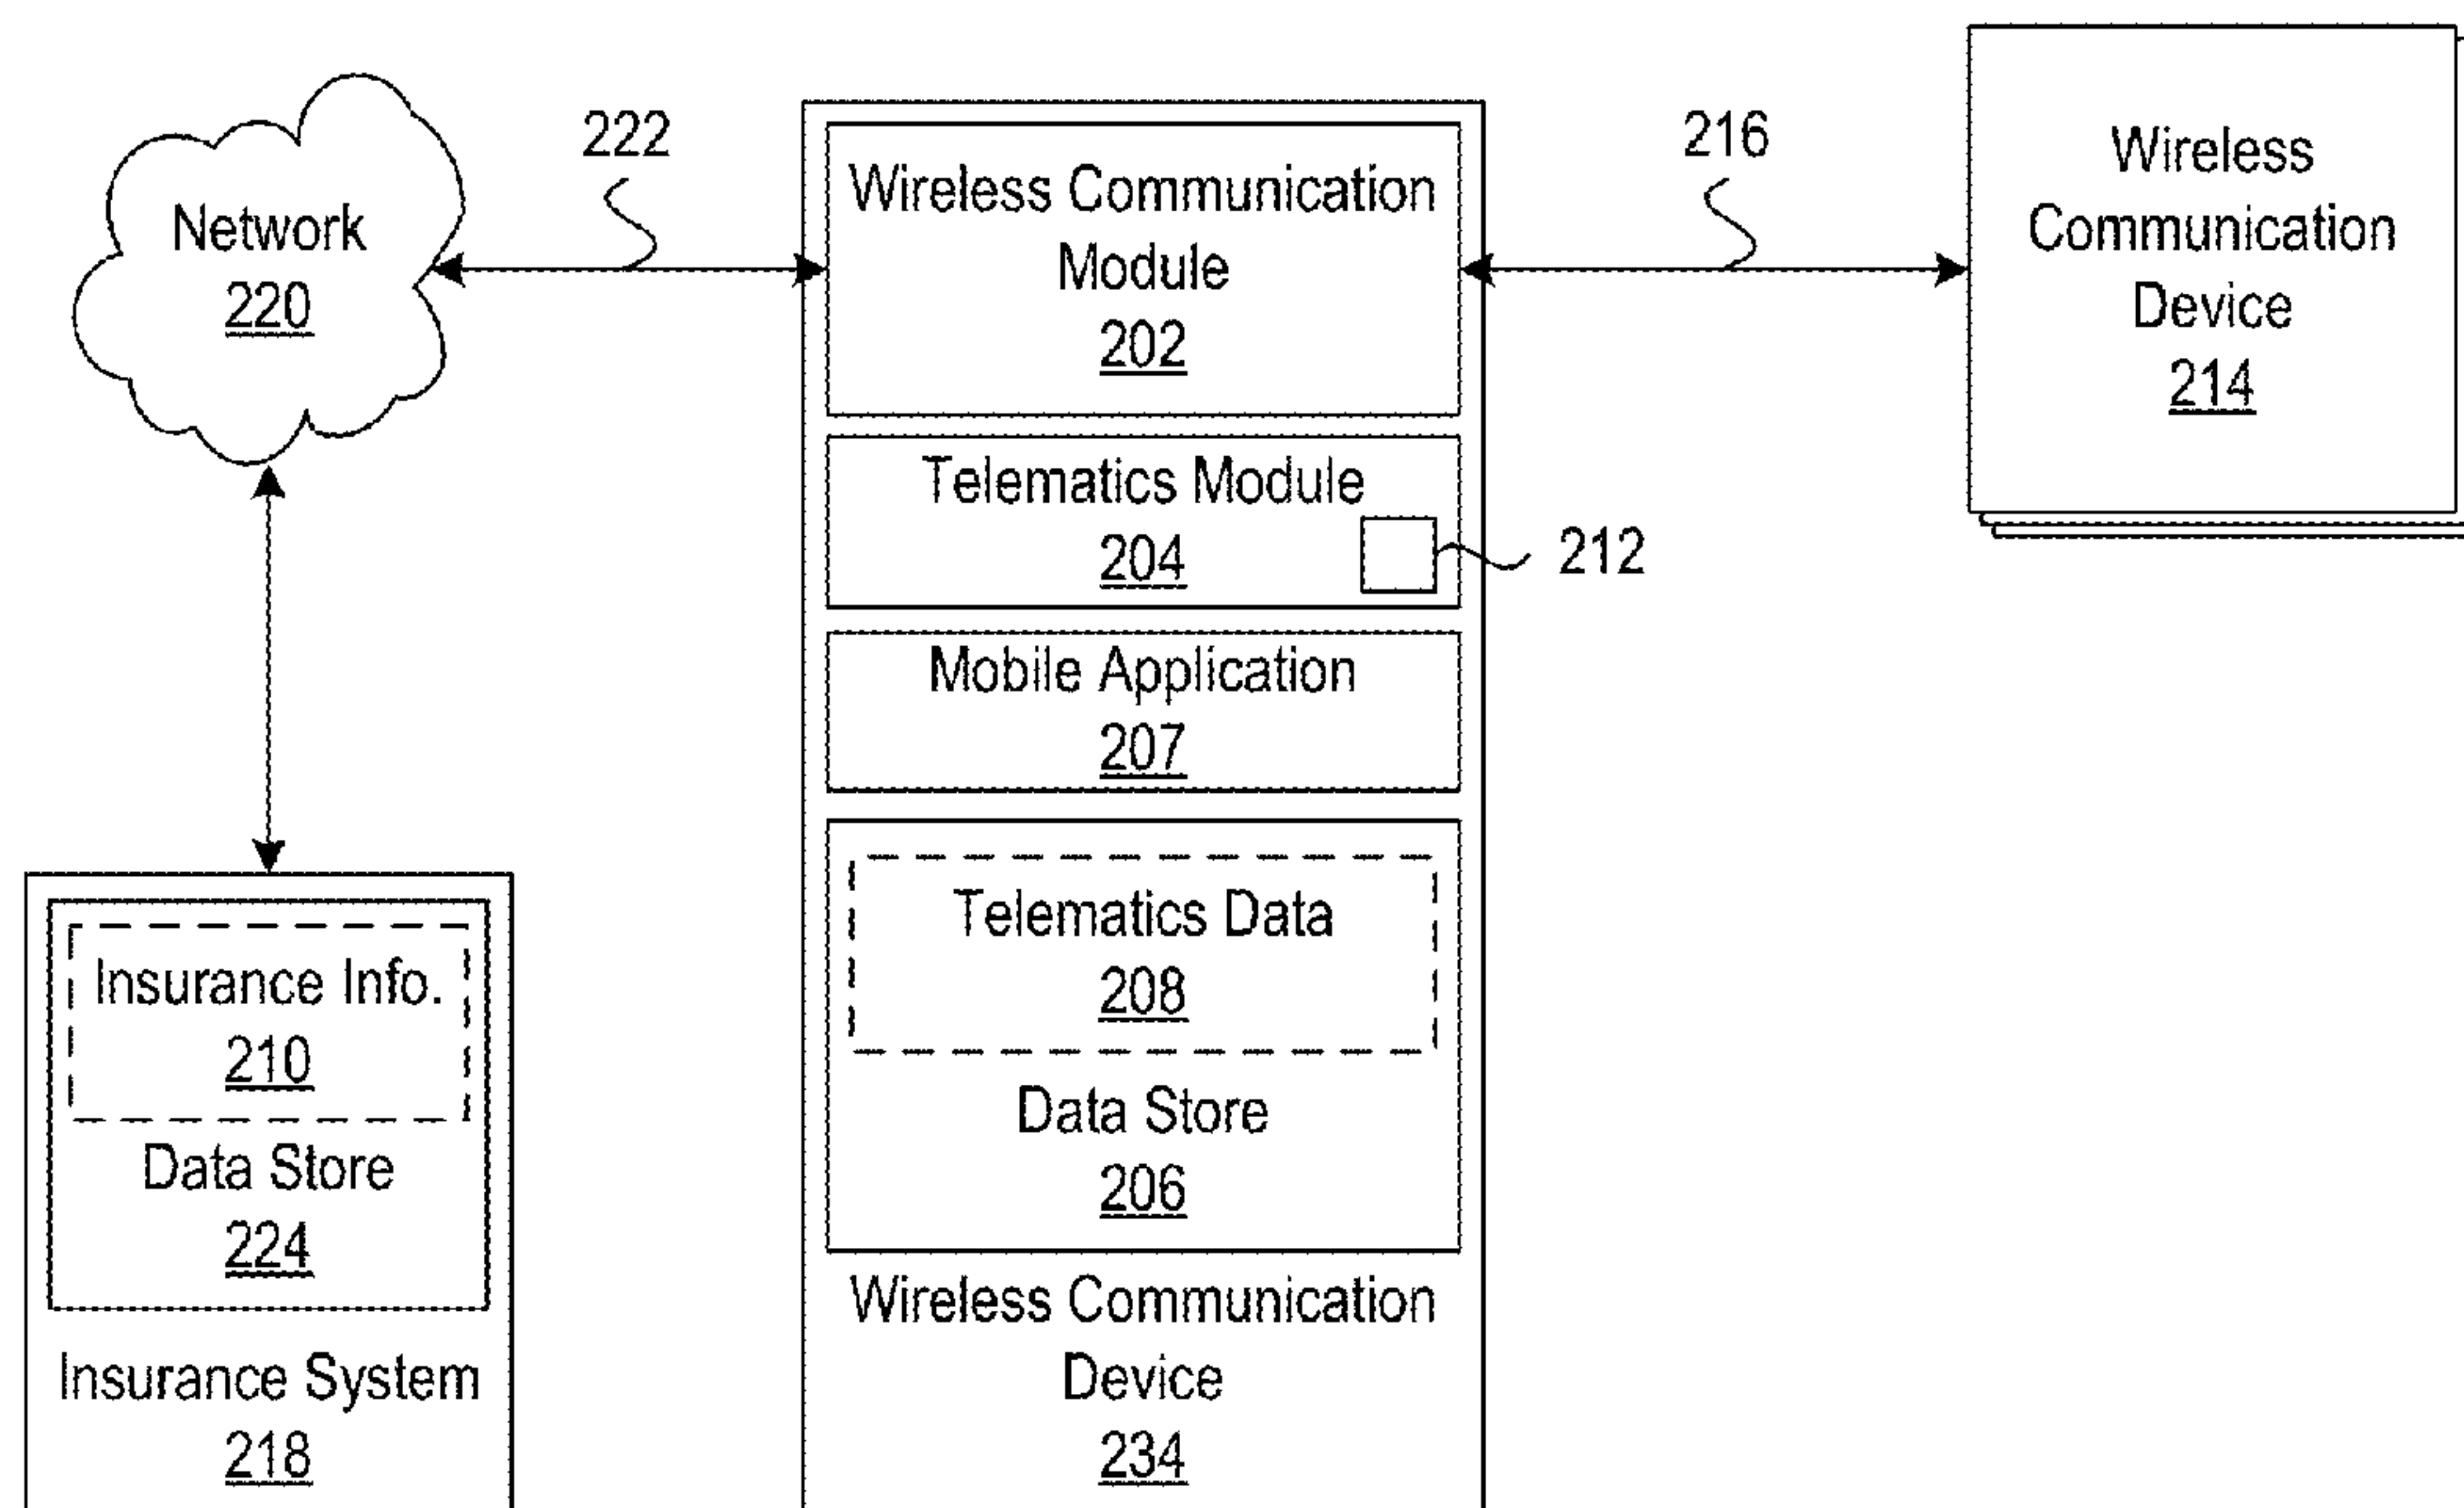 Network
220
222
Wireless Communication
Module
202
216
Wireless
Communication
Device
214
Telematics Module
204
212
Mobile Application
207
Telematics Data
208
Data Store
206
Wireless Communication
Device
234
Insurance Info.
210
Data Store
224
Insurance System
218